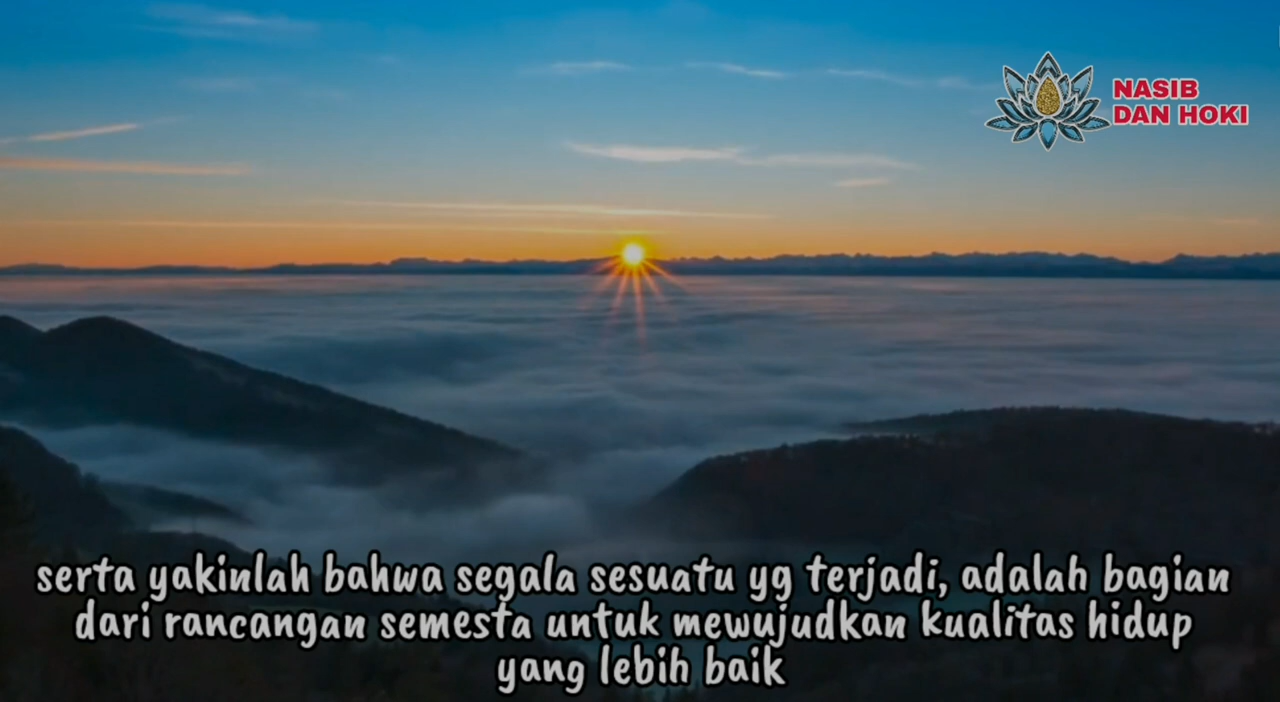 NASIB
DAN HOKI
serta yakinlah bahwa segala sesuatu yg terjadi, adalah bagian
dari rancangan semesta untuk mewujudkan kualitas hidup
yang lebih baik